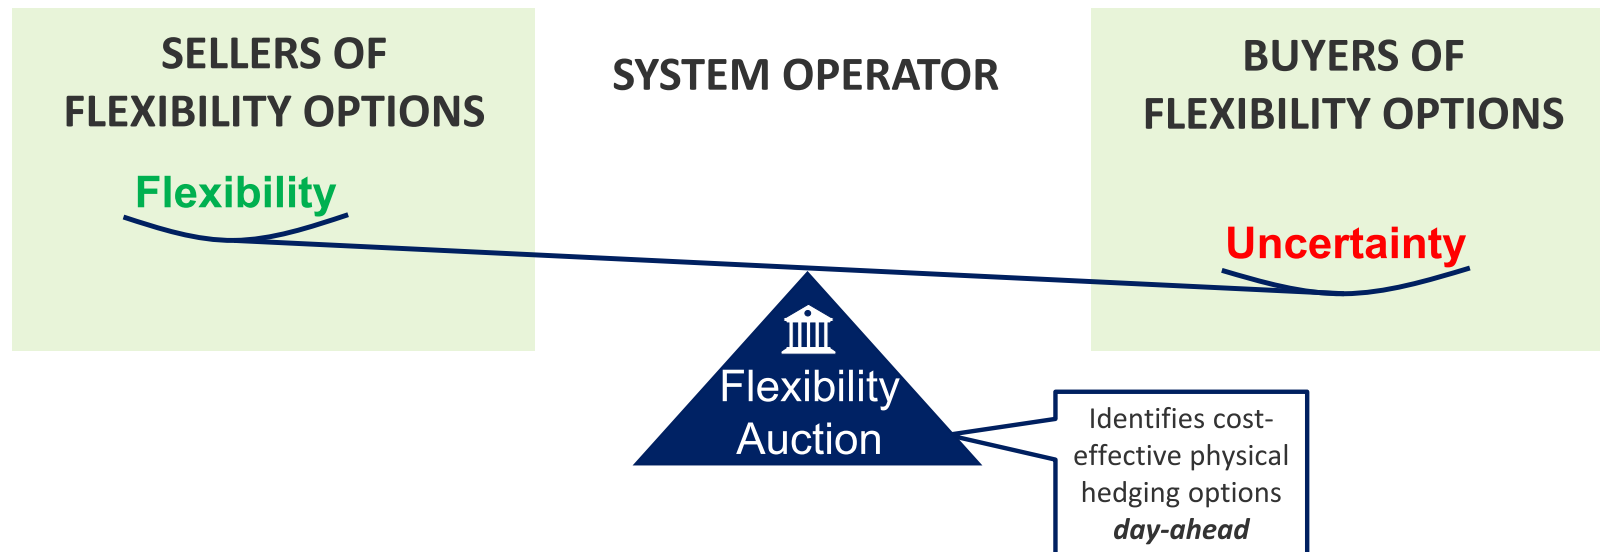 SELLERS OF
FLEXIBILITY OPTIONS
Flexibility
SYSTEM OPERATOR
BUYERS OF
FLEXIBILITY OPTIONS
Uncertainty
Flexibility
Auction
Identifies cost-
effective physical
hedging options
day-ahead